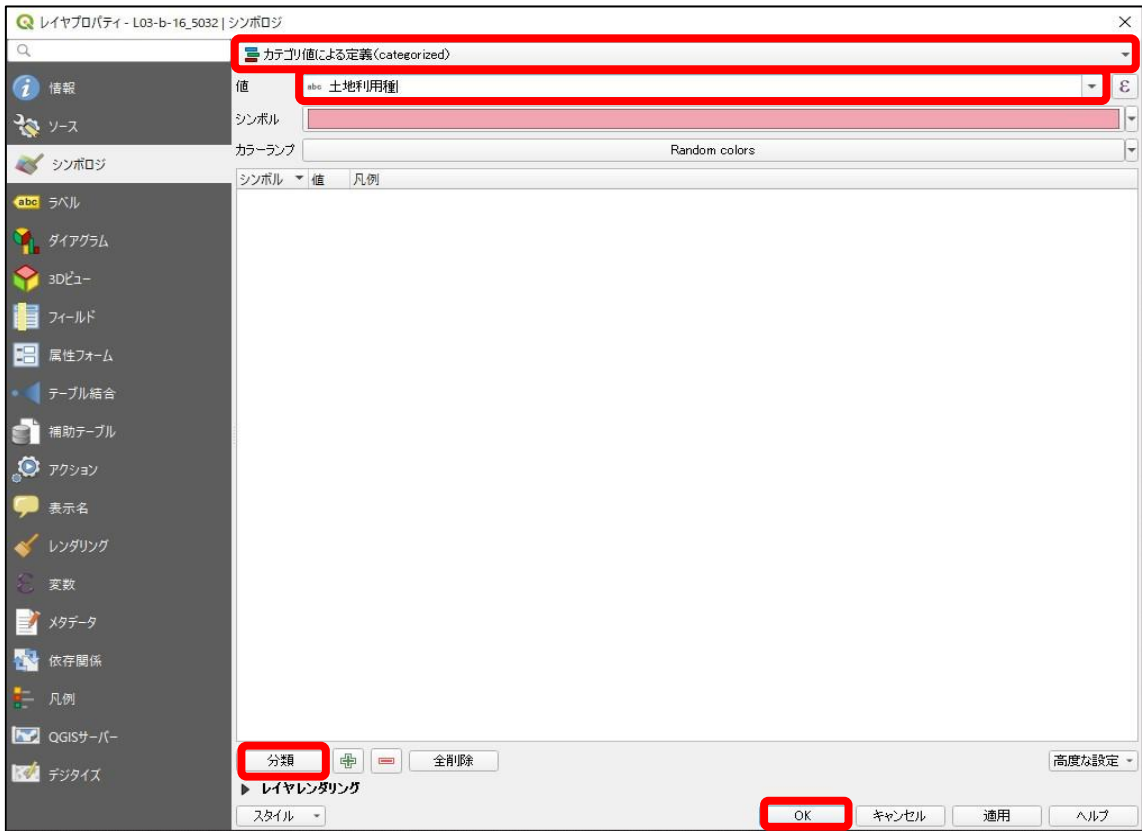 レイヤプロパティ - L03-b-16_5032 | シンボロジ
カテゴリ値による定義(categorized)
情報
値 abc 土地利用種 ε
ソース
シンボル
シンボロジ
カラーランプ Random colors
シンボル 値 凡例
abc ラベル
ダイアグラム
3Dビュー
フィールド
属性フォーム
テーブル結合
補助テーブル
アクション
表示名
レンダリング
変数
メタデータ
依存関係
凡例
QGISサーバー
分類 全削除 高度な設定
デジタイズ
レイヤレンダリング
スタイル OK キャンセル 適用 ヘルプ